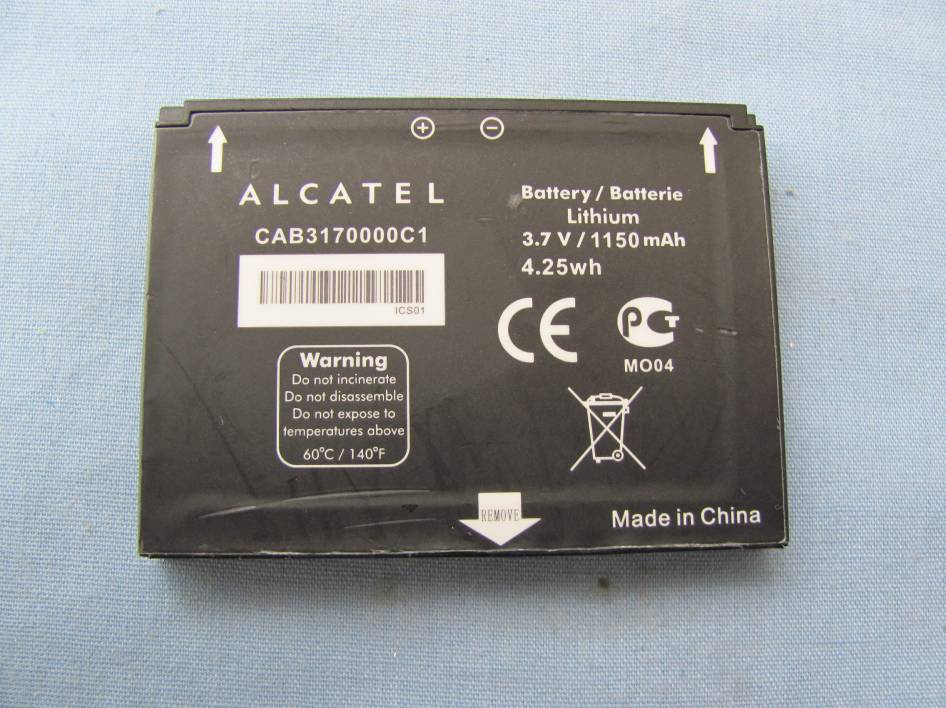 + -
ALCATEL
CAB3170000C1
ICS01
Battery / Batterie
Lithium
3.7 V / 1150 mAh
4.25wh
CE PCT
MO04
Warning
Do not incinerate
Do not disassemble
Do not expose to
temperatures above
60°C / 140°F
REMOVE
Made in China